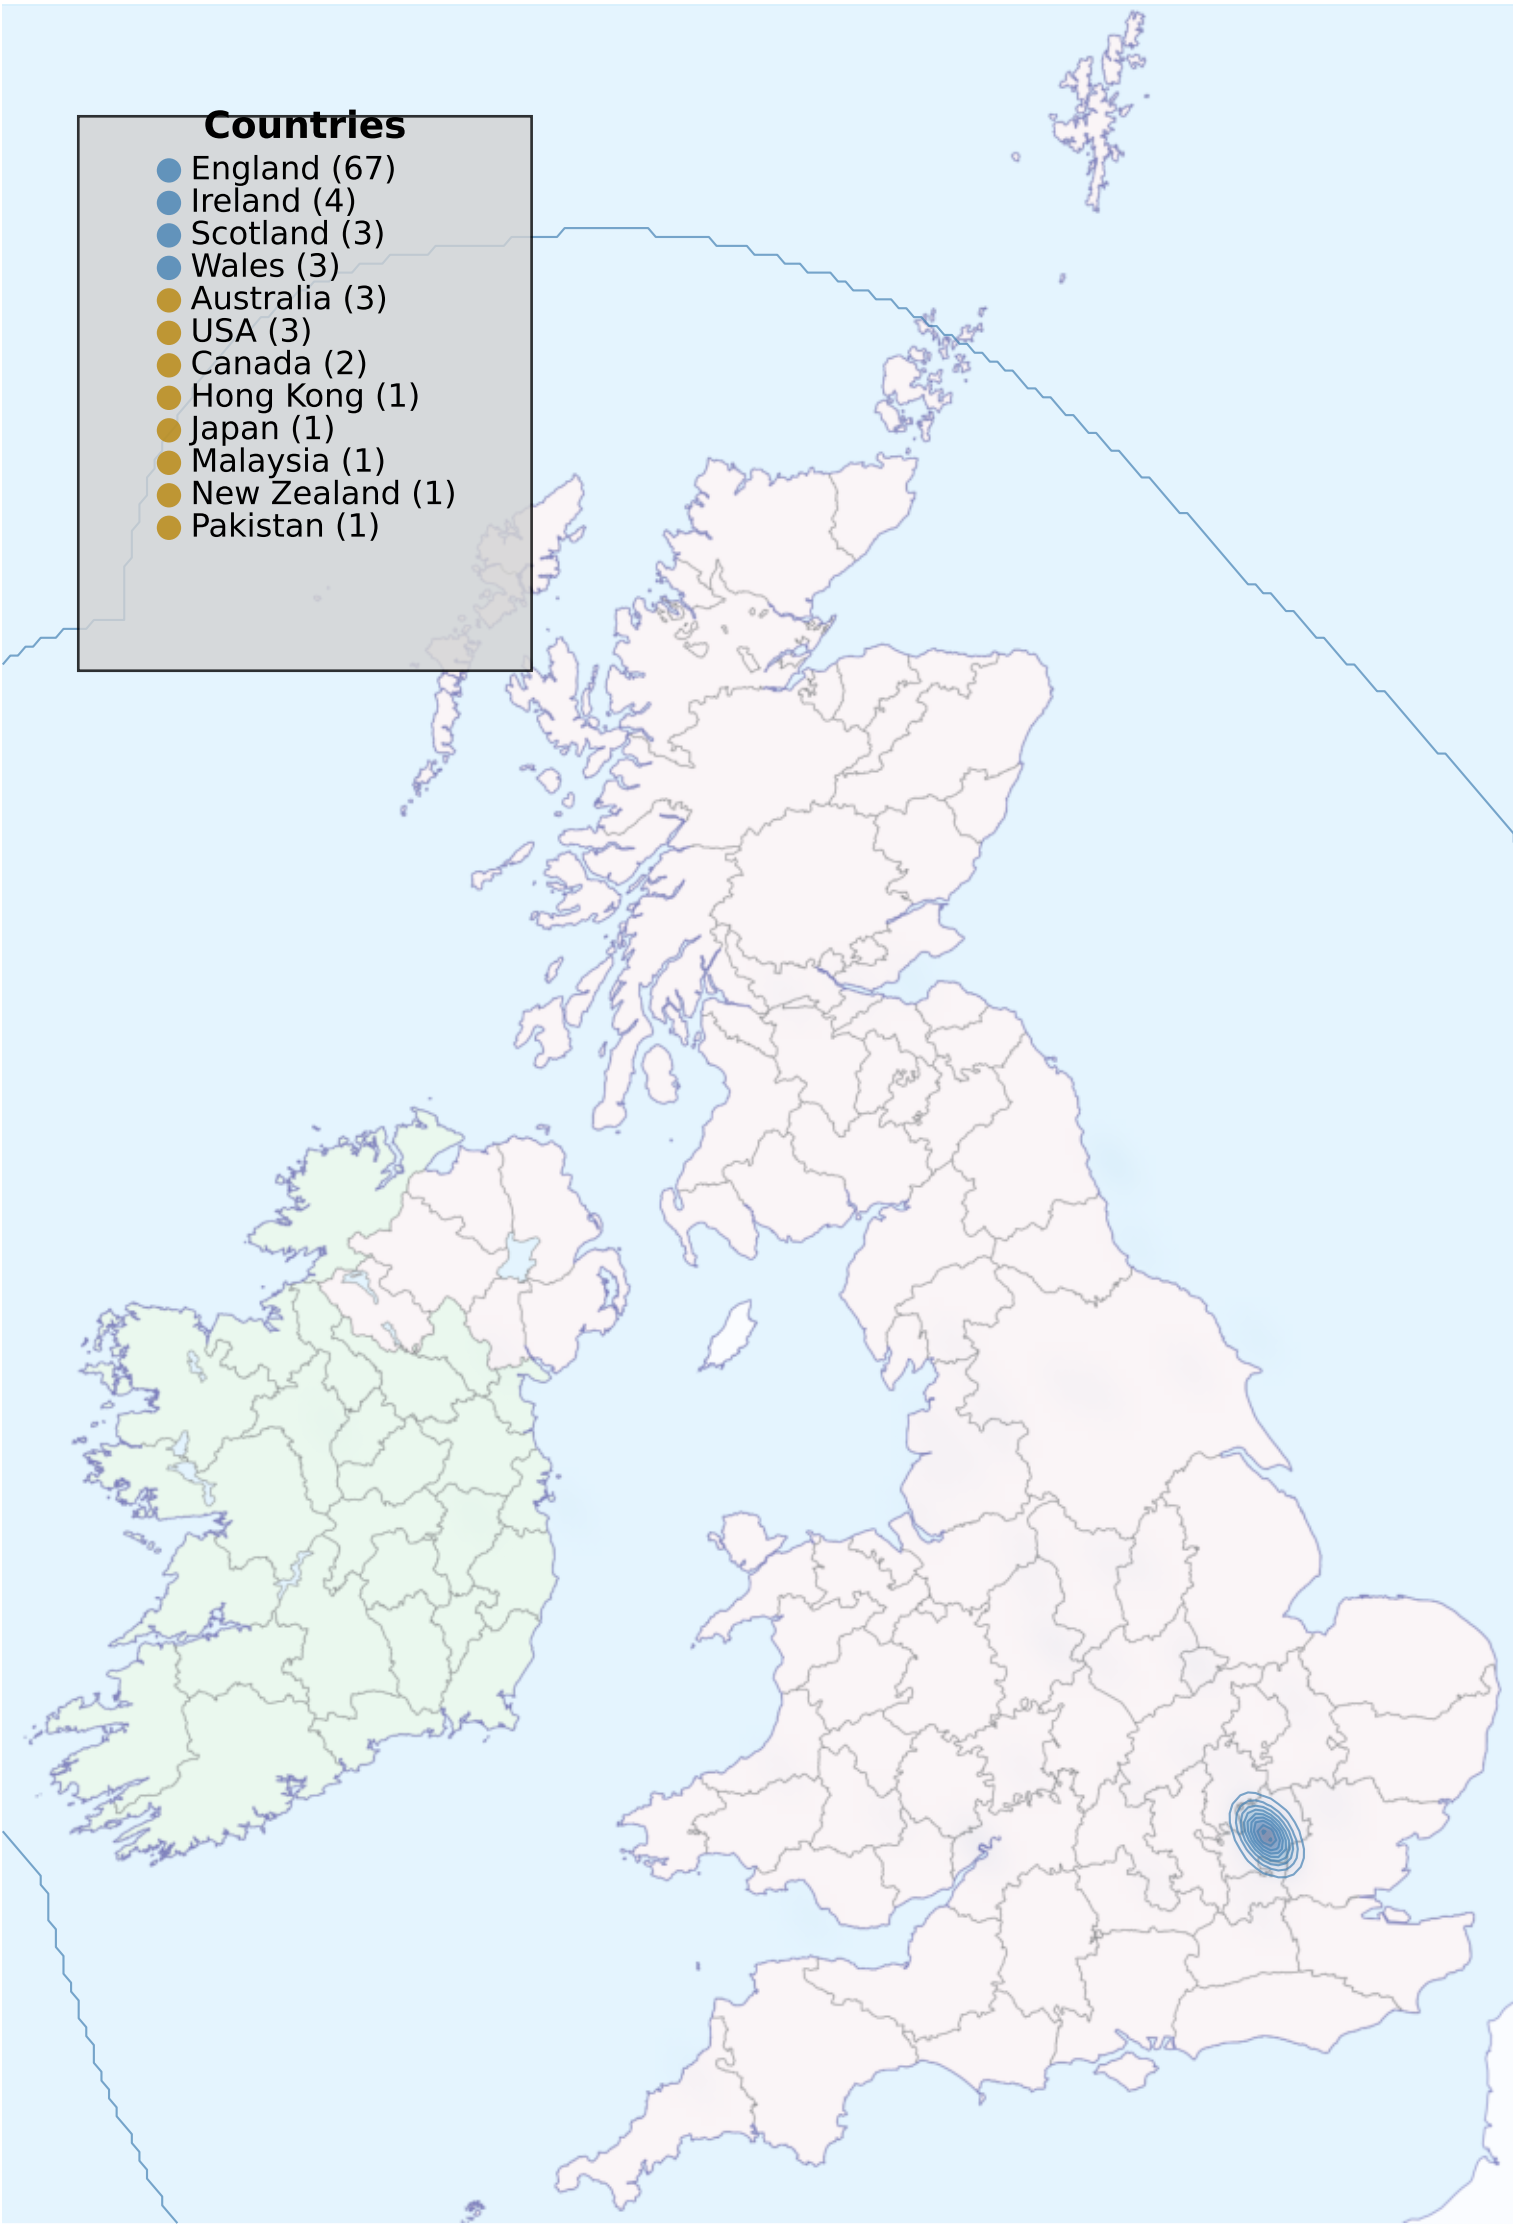 Countries
England (67)
Ireland (4)
Scotland (3)
Wales (3)
Australia (3)
USA (3)
Canada (2)
Hong Kong (1)
Japan (1)
Malaysia (1)
New Zealand (1)
Pakistan (1)